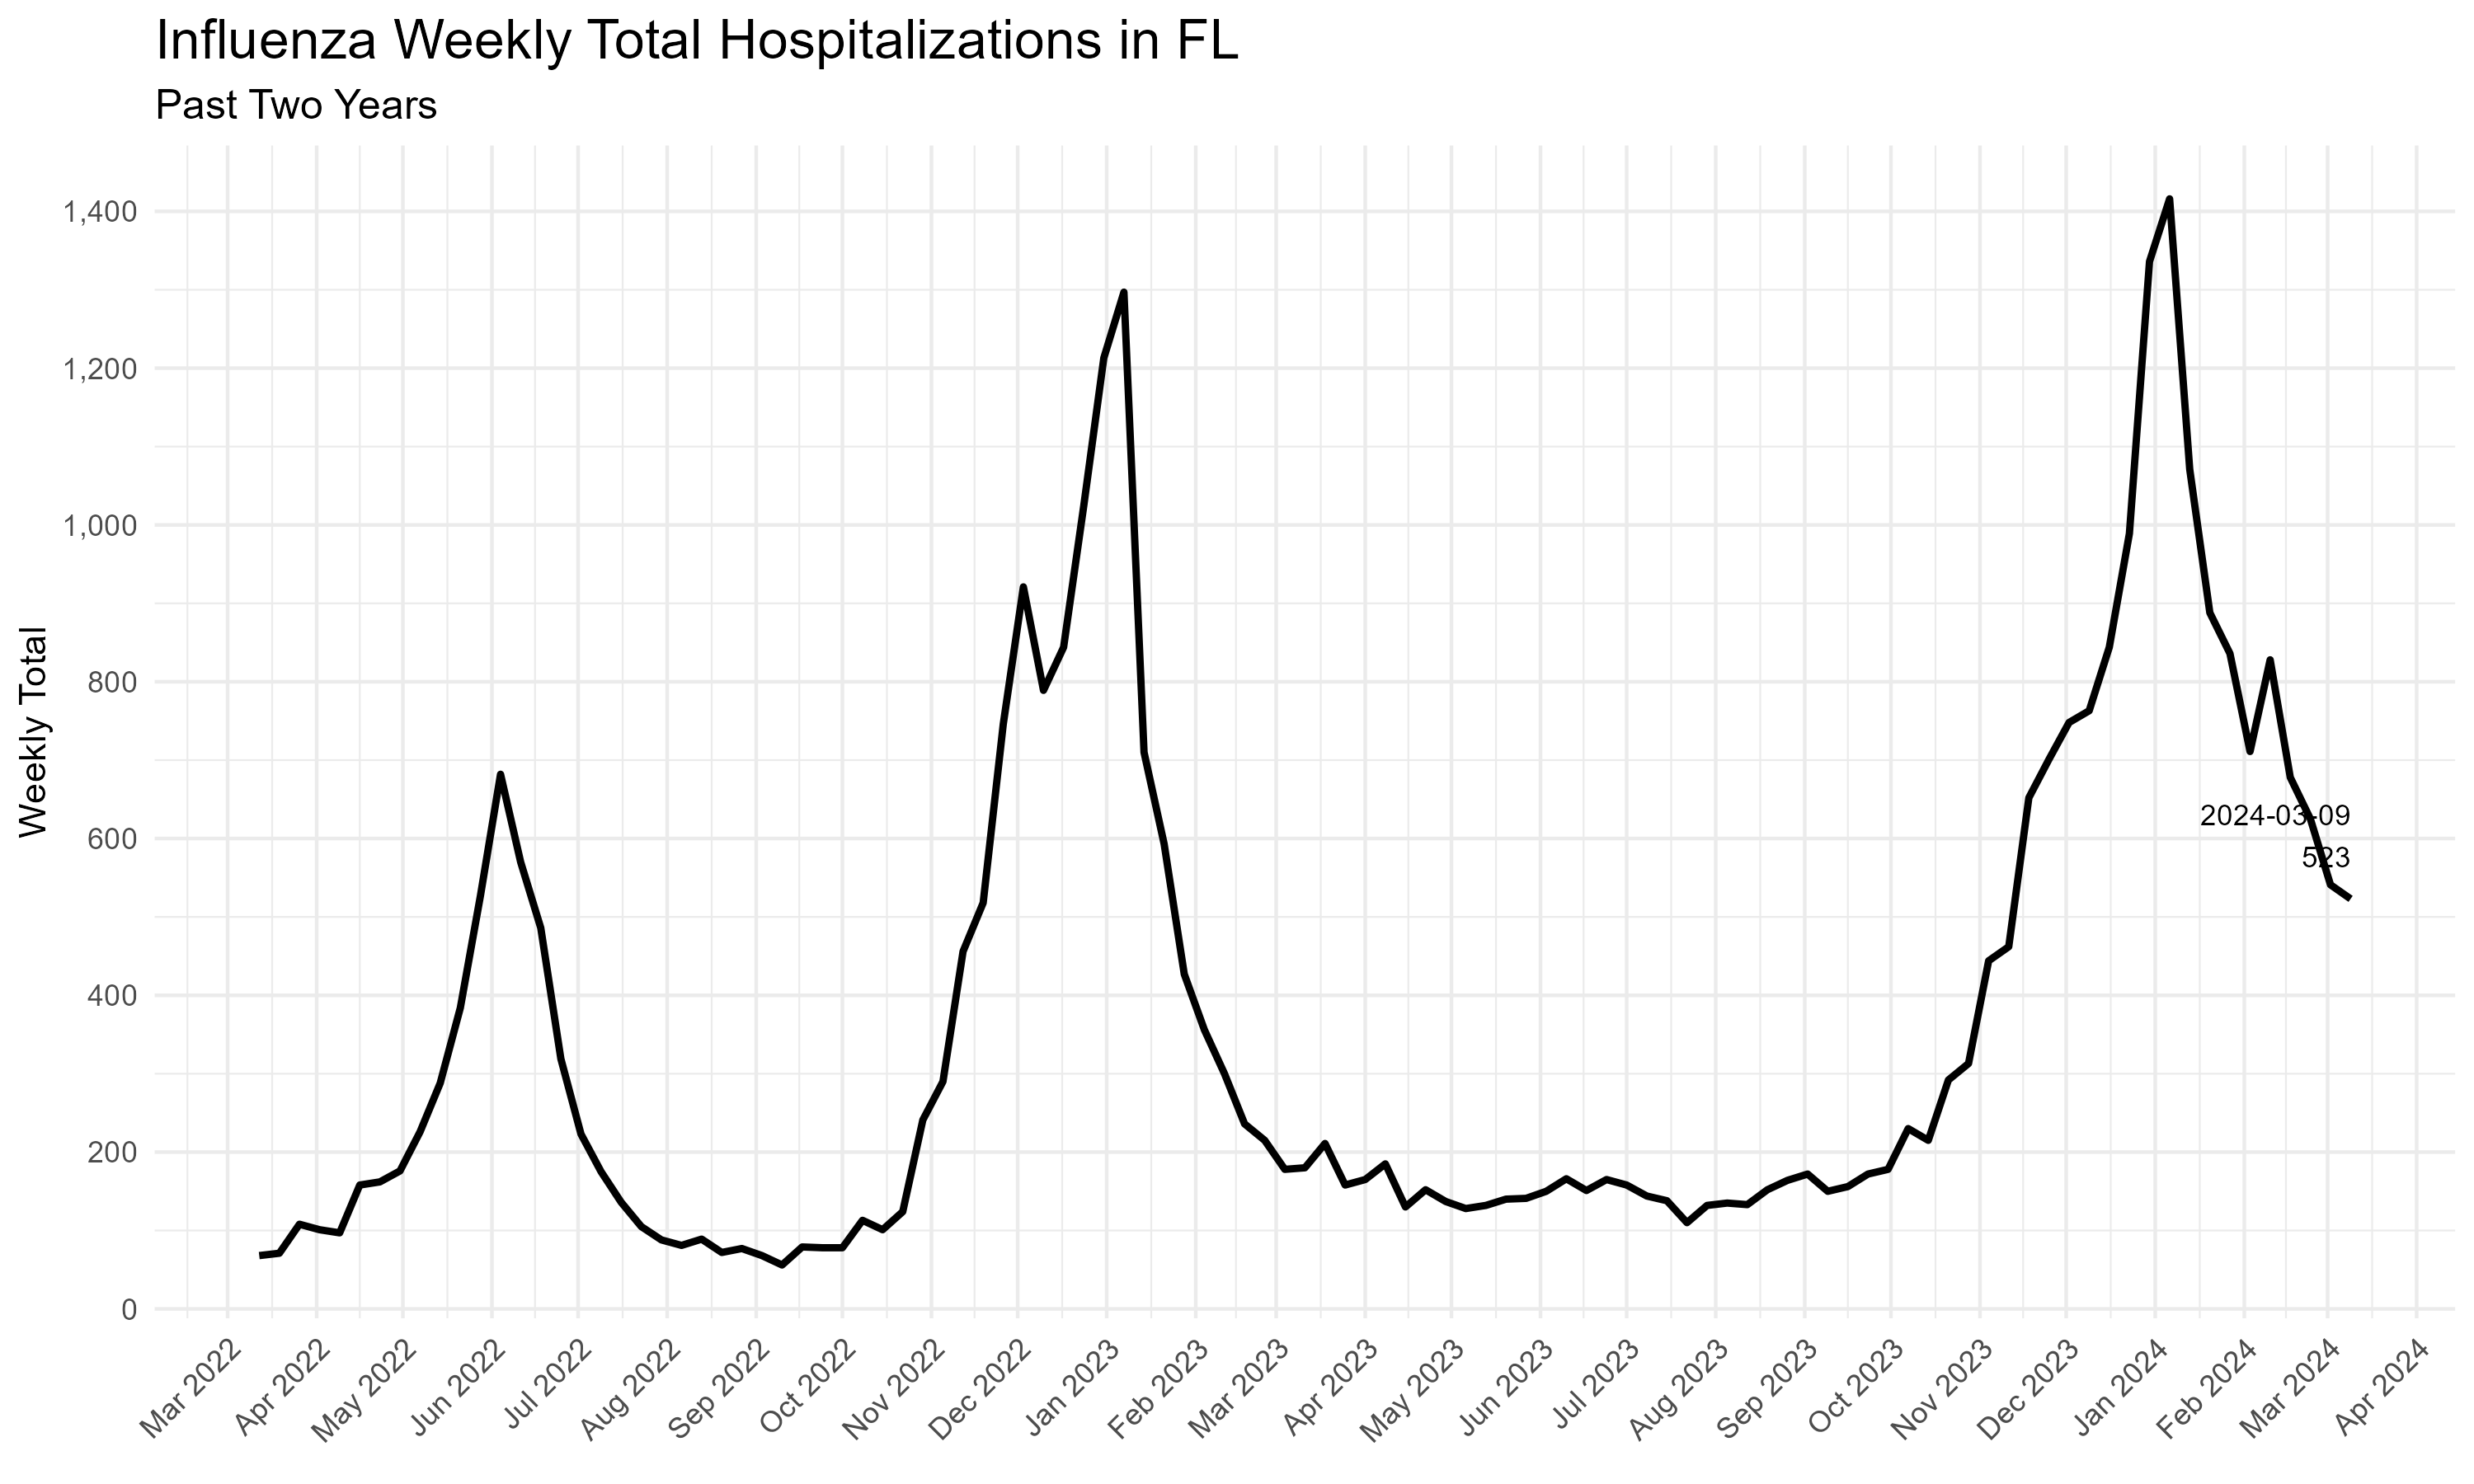 Influenza Weekly Total Hospitalizations in FL
Past Two Years
Weekly Total
1,400
1,200
1,000
800
600
400
200
0
2024-03-09
523
Mar 2022
Apr 2022
May 2022
Jun 2022
Jul 2022
Aug 2022
Sep 2022
Oct 2022
Nov 2022
Dec 2022
Jan 2023
Feb 2023
Mar 2023
Apr 2023
May 2023
Jun 2023
Jul 2023
Aug 2023
Sep 2023
Oct 2023
Nov 2023
Dec 2023
Jan 2024
Feb 2024
Mar 2024
Apr 2024